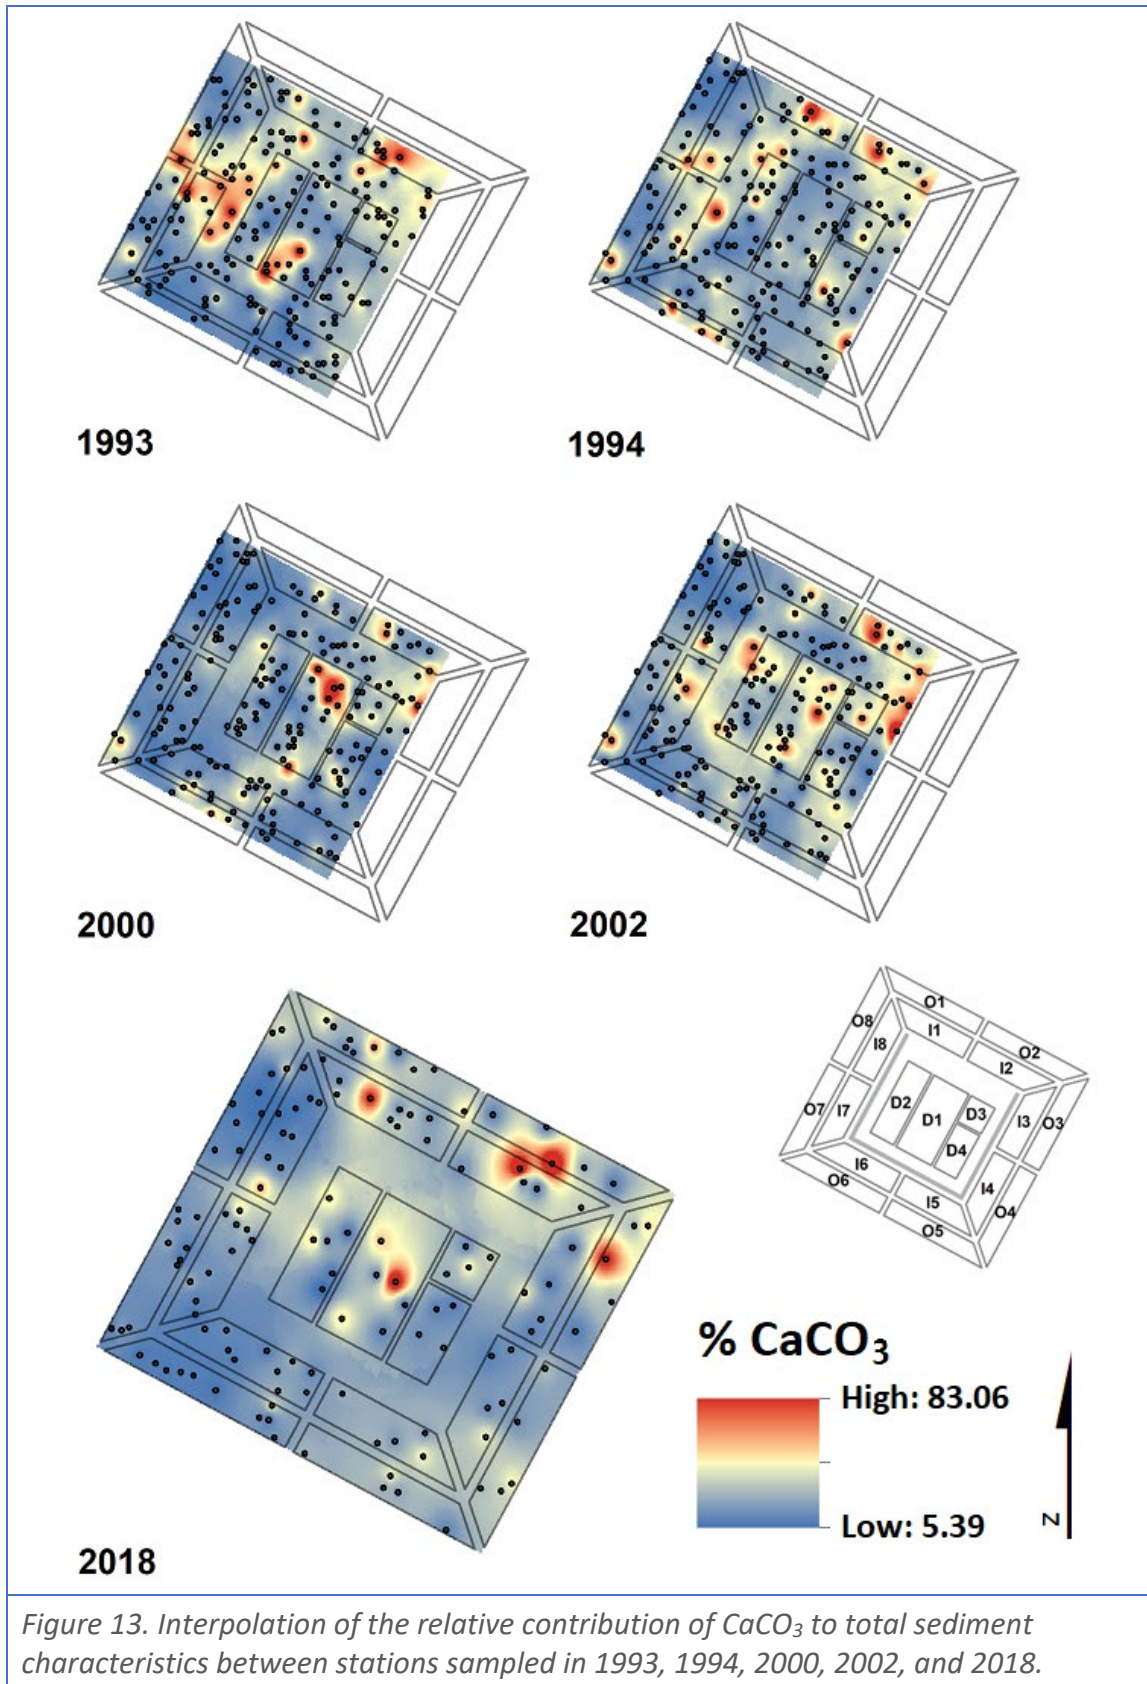 1993
1994
2000
2002
O1
O8
I1
O2
I8
I2
D3
I3
O3
O7
I7
D2
D1
D4
I6
I4
O6
I5
O4
O5
% CaCO₃
High: 83.06
Low: 5.39
N
2018
Figure 13. Interpolation of the relative contribution of CaCO₃ to total sediment
characteristics between stations sampled in 1993, 1994, 2000, 2002, and 2018.